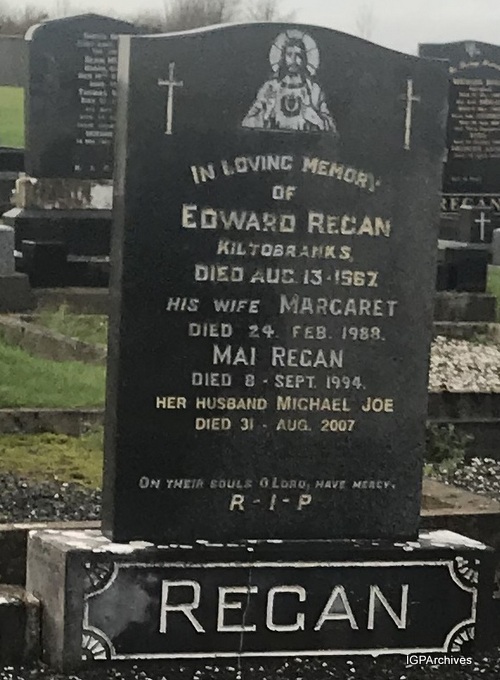 IN LOVING MEMORY
OF
EDWARD REGAN
KILTOBRANKS,
DIED AUG. 13-1967.
HIS WIFE MARGARET
DIED 24. FEB. 1988.
MAI REGAN
DIED 8-SEPT. 1994.
HER HUSBAND MICHAEL JOE
DIED 31-AUG. 2007
ON THEIR SOULS O LORD, HAVE MERCY.
R-I-P
REGAN
REGAN
IGPArchives